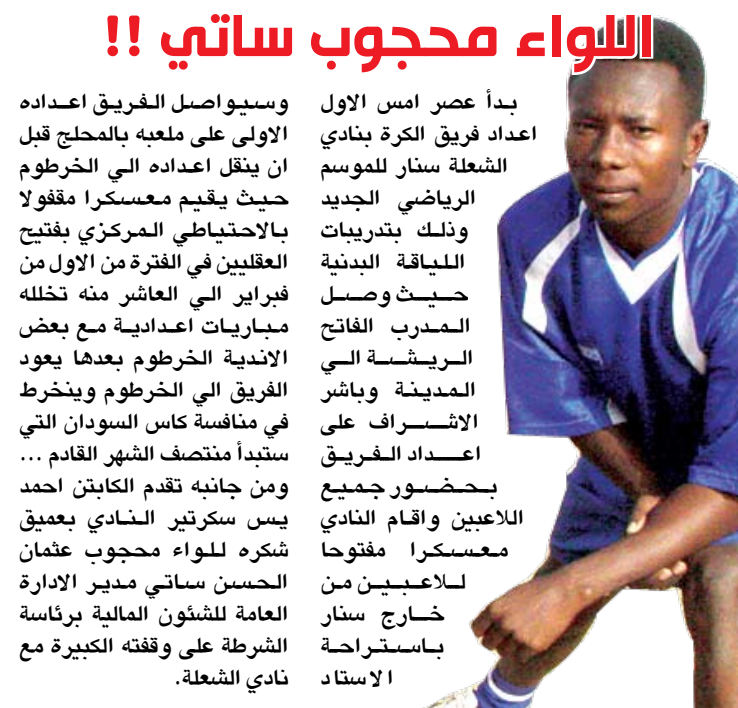 اللواء محجوب ساتي !!
بدأ عصر امس الاول
اعداد فريق الكرة بنادي
الشعلة سنار للموسم
الرياضي الجديد
وذلك بتدريبات
اللياقة البدنية
حيث وصل
المدرب الفاتح
الريشة الي
المدينة وباشر
الاشراف على
اعداد الفريق
بحضور جميع
اللاعبين واقام النادي
معسكرا مفتوحا
للاعبين من
خارج سنار
باستراحة
الاستاد
وسيواصل الفريق اعداده
الاولى على ملعبه بالمحلج قبل
ان ينقل اعداده الي الخرطوم
حيث يقيم معسكرا مقفولا
بالاحتياطي المركزي بفتيح
العقليين في الفترة من الاول من
فبراير الي العاشر منه تخلله
مباريات اعدادية مع بعض
الاندية الخرطوم بعدها يعود
الفريق الي الخرطوم وينخرط
في منافسة كاس السودان التي
ستبدأ منتصف الشهر القادم ...
ومن جانبه تقدم الكابتن احمد
يس سكرتير النادي بعميق
شكره للواء محجوب عثمان
الحسن ساتي مدير الادارة
العامة للشئون المالية برئاسة
الشرطة على وقفته الكبيرة مع
نادي الشعلة.